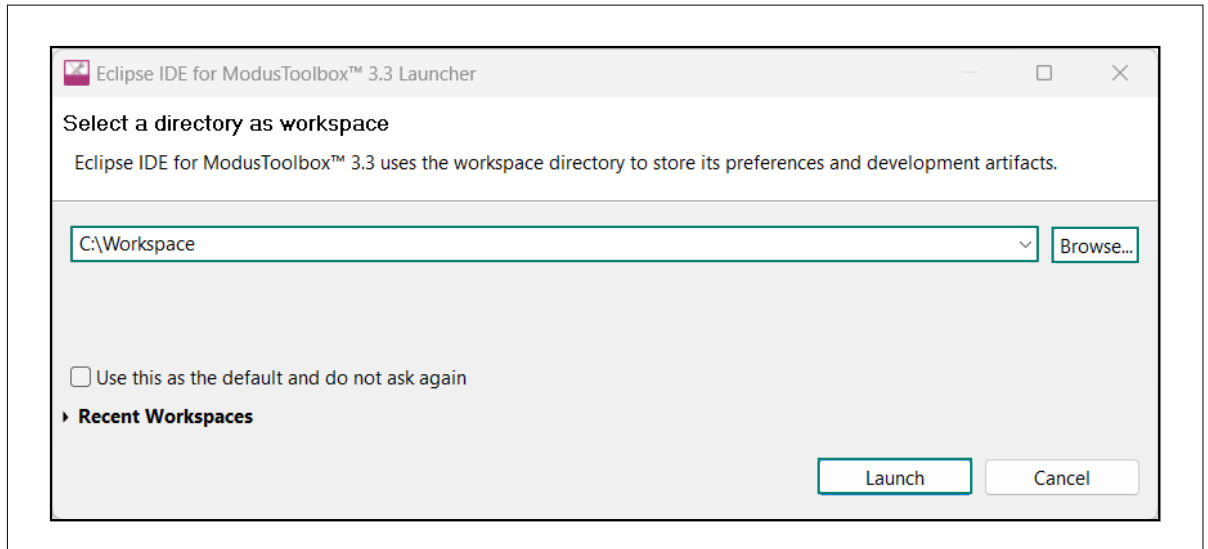 Eclipse IDE for ModusToolbox™ 3.3 Launcher
Select a directory as workspace
Eclipse IDE for ModusToolbox™ 3.3 uses the workspace directory to store its preferences and development artifacts.
C:\Workspace
Browse...
Use this as the default and do not ask again
Recent Workspaces
Launch Cancel